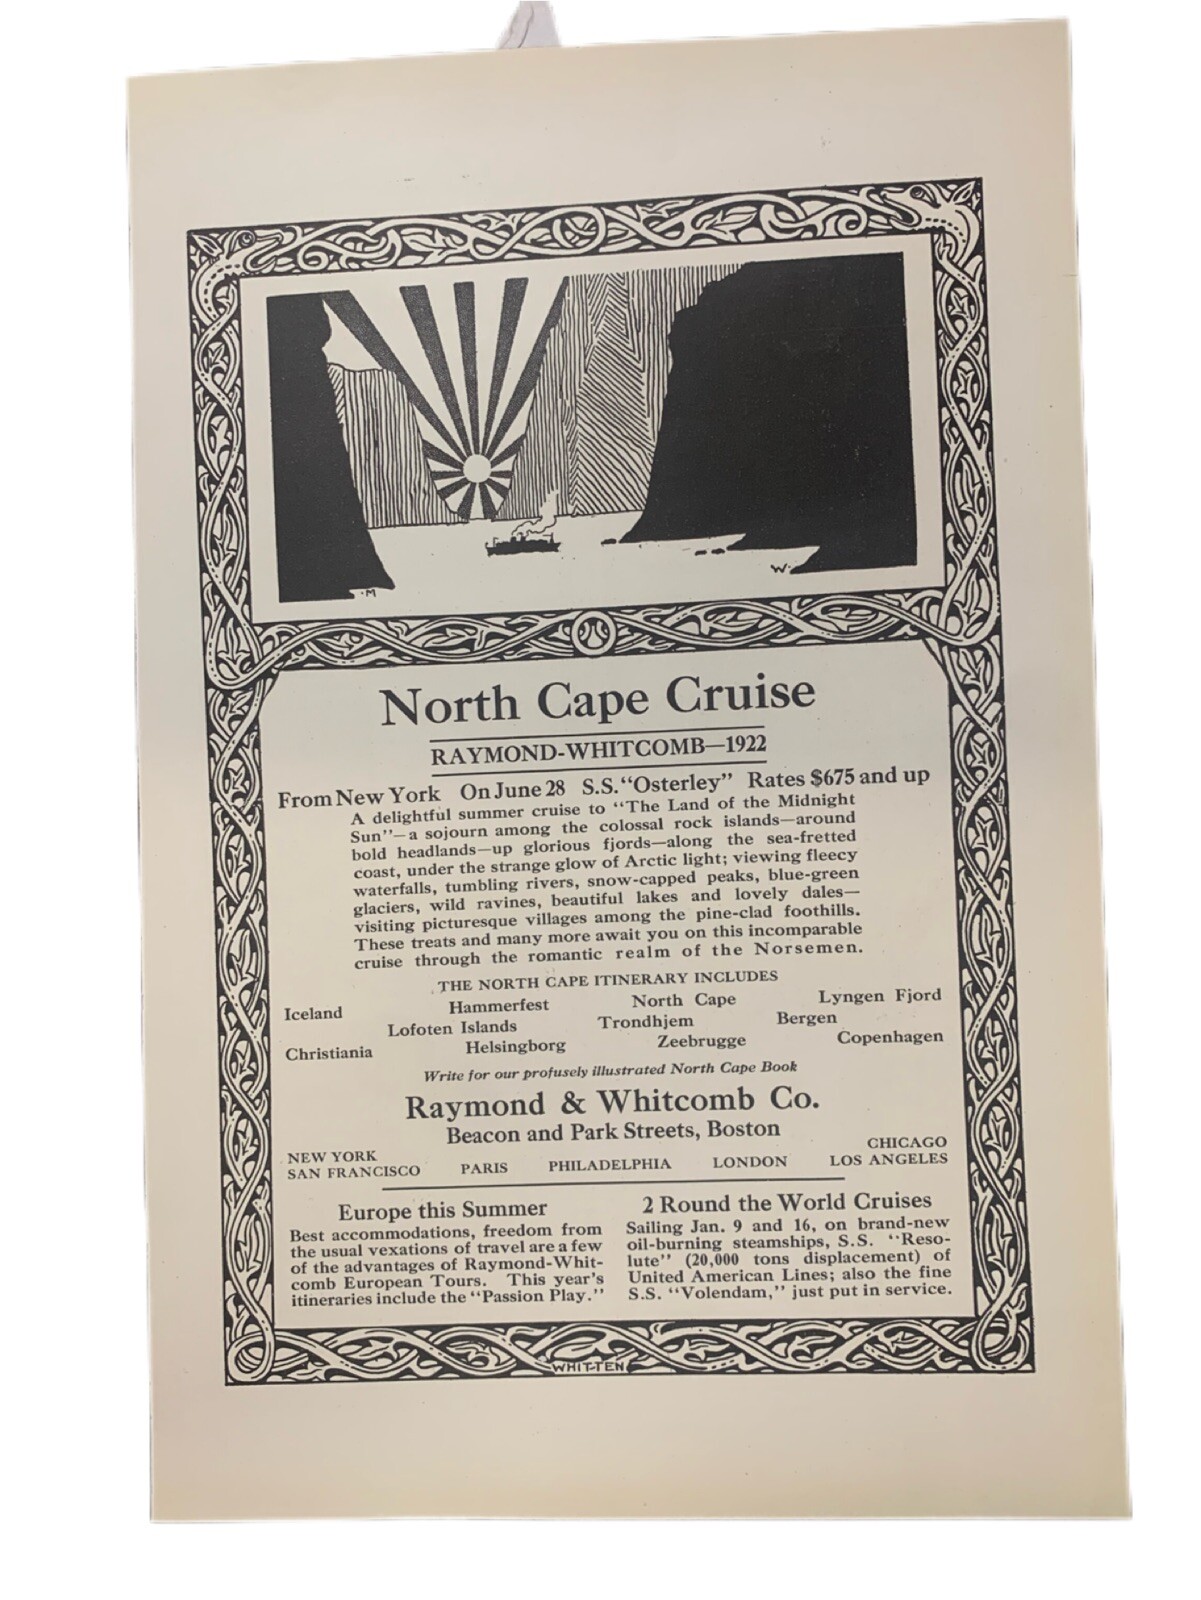 ·M
W·
North Cape Cruise
RAYMOND-WHITCOMB—1922
From New York On June 28 S.S. "Osterley" Rates $675 and up
A delightful summer cruise to "The Land of the Midnight
Sun"—a sojourn among the colossal rock islands—around
bold headlands—up glorious fjords—along the sea-fretted
coast, under the strange glow of Arctic light; viewing fleecy
waterfalls, tumbling rivers, snow-capped peaks, blue-green
glaciers, wild ravines, beautiful lakes and lovely dales—
visiting picturesque villages among the pine-clad foothills.
These treats and many more await you on this incomparable
cruise through the romantic realm of the Norsemen.
THE NORTH CAPE ITINERARY INCLUDES
Iceland Hammerfest North Cape Lyngen Fjord
Lofoten Islands Trondhjem Bergen
Christiania Helsingborg Zeebrugge Copenhagen
Write for our profusely illustrated North Cape Book
Raymond & Whitcomb Co.
Beacon and Park Streets, Boston
NEW YORK CHICAGO
SAN FRANCISCO PARIS PHILADELPHIA LONDON LOS ANGELES
Europe this Summer
Best accommodations, freedom from
the usual vexations of travel are a few
of the advantages of Raymond-Whit-
comb European Tours. This year's
itineraries include the "Passion Play."
2 Round the World Cruises
Sailing Jan. 9 and 16, on brand-new
oil-burning steamships, S.S. "Reso-
lute" (20,000 tons displacement) of
United American Lines; also the fine
S.S. "Volendam," just put in service.
WHITTEN